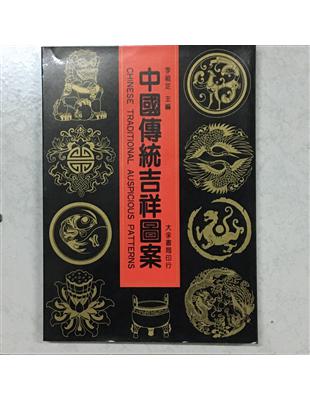 李祖定 主編
中國傳統吉祥圖案
CHINESE TRADITIONAL AUSPICIOUS PATTERNS
大家書局印行